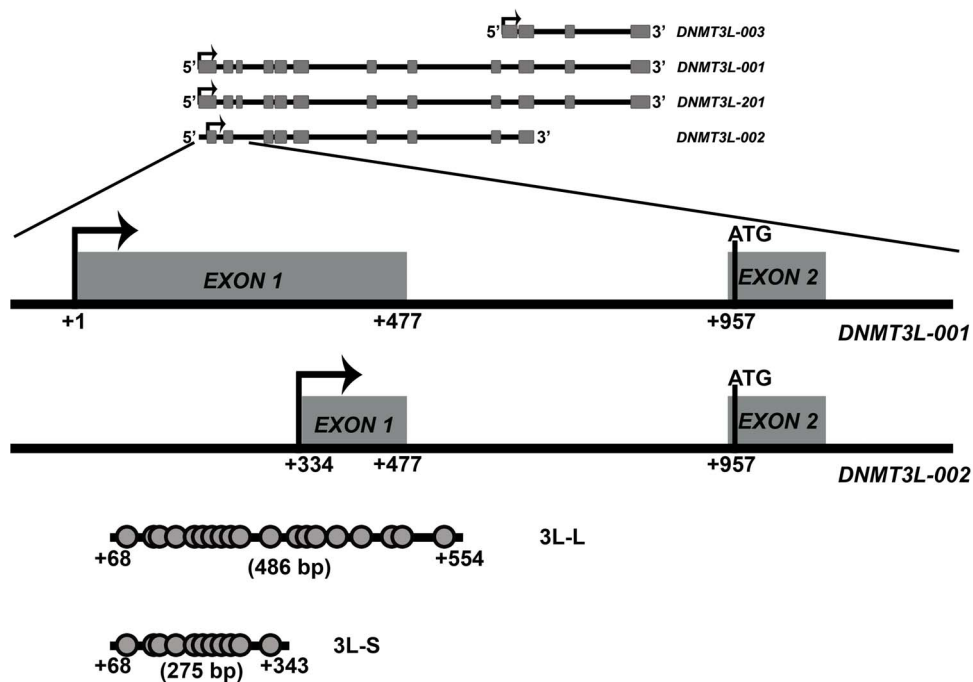 5’ 3’ DNMT3L-003
5’ 3’ DNMT3L-001
5’ 3’ DNMT3L-201
5’ 3’ DNMT3L-002
ATG
EXON 1 EXON 2
+1 +477 +957
DNMT3L-001
ATG
EXON 1 EXON 2
+334 +477 +957
DNMT3L-002
3L-L
+68 (486 bp) +554
3L-S
+68 (275 bp) +343